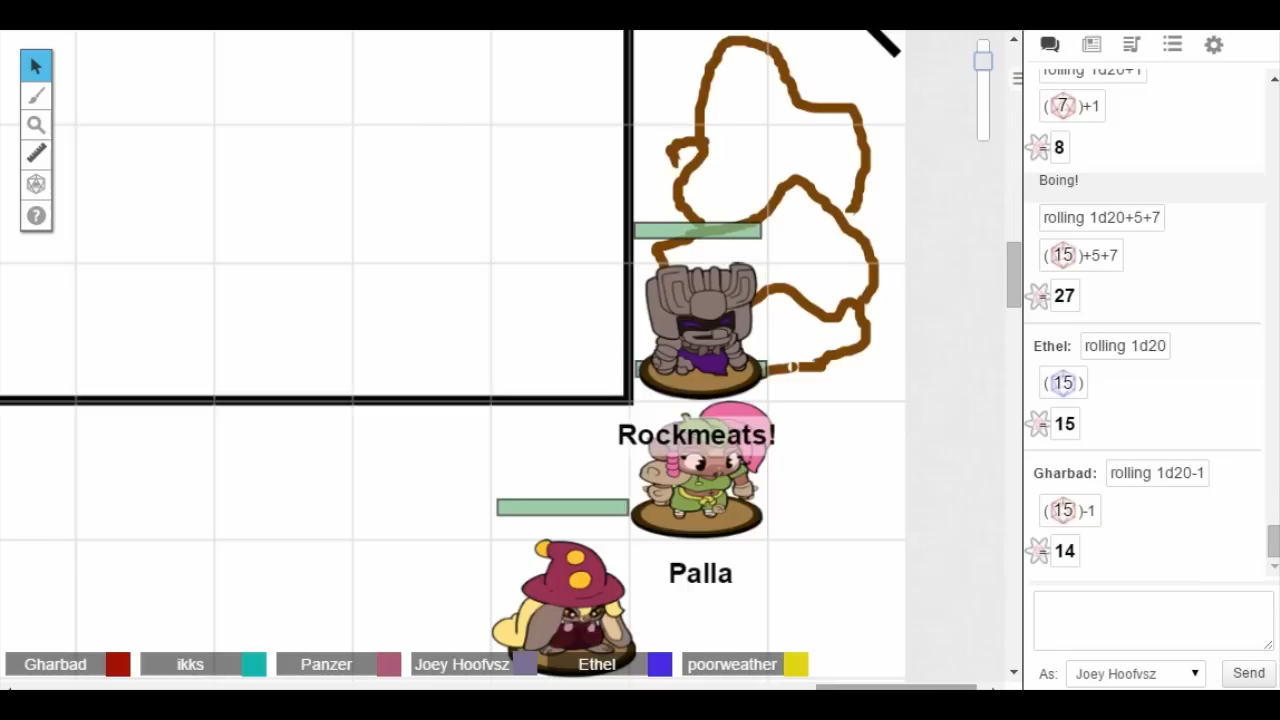 rolling 1d20+1
(7)+1
= 8
Boing!
rolling 1d20+5+7
(15)+5+7
= 27
Ethel: rolling 1d20
(15)
= 15
Gharbad: rolling 1d20-1
(15)-1
= 14
Rockmeats!
Palla
Gharbad ikks Panzer Joey Hoofvsz Ethel poorweather
As: Joey Hoofvsz Send
?